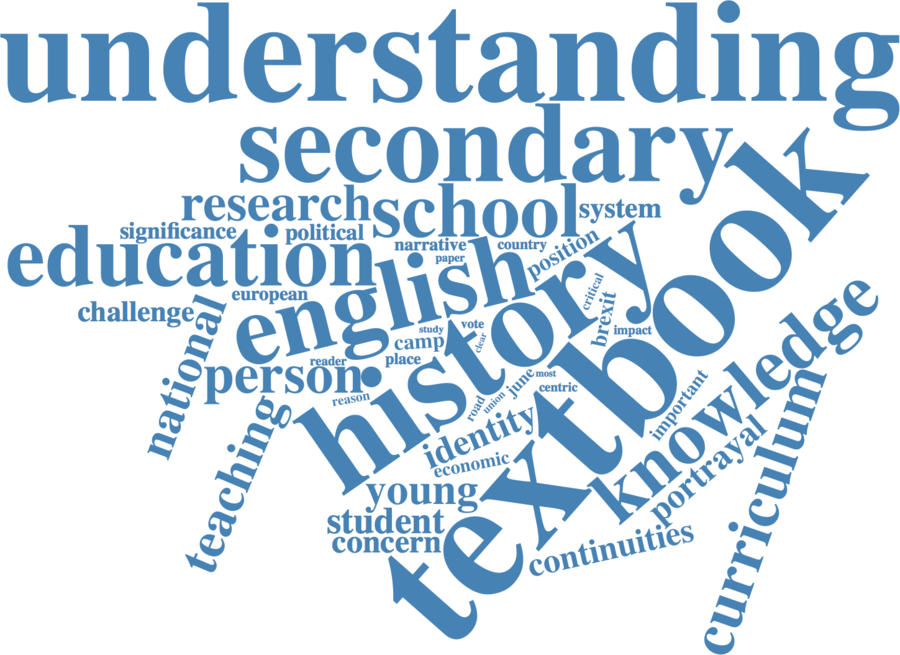 understanding
secondary
textbook
research
school
system
significance
political
education
narrative
country
position
paper
english
history
european
challenge
critical
brexit
impact
national
study
vote
clear
camp
place
reader
person
reason
most
june
centric
union
road
important
knowledge
identity
economic
portrayal
curriculum
teaching
young
student
concern
continuities